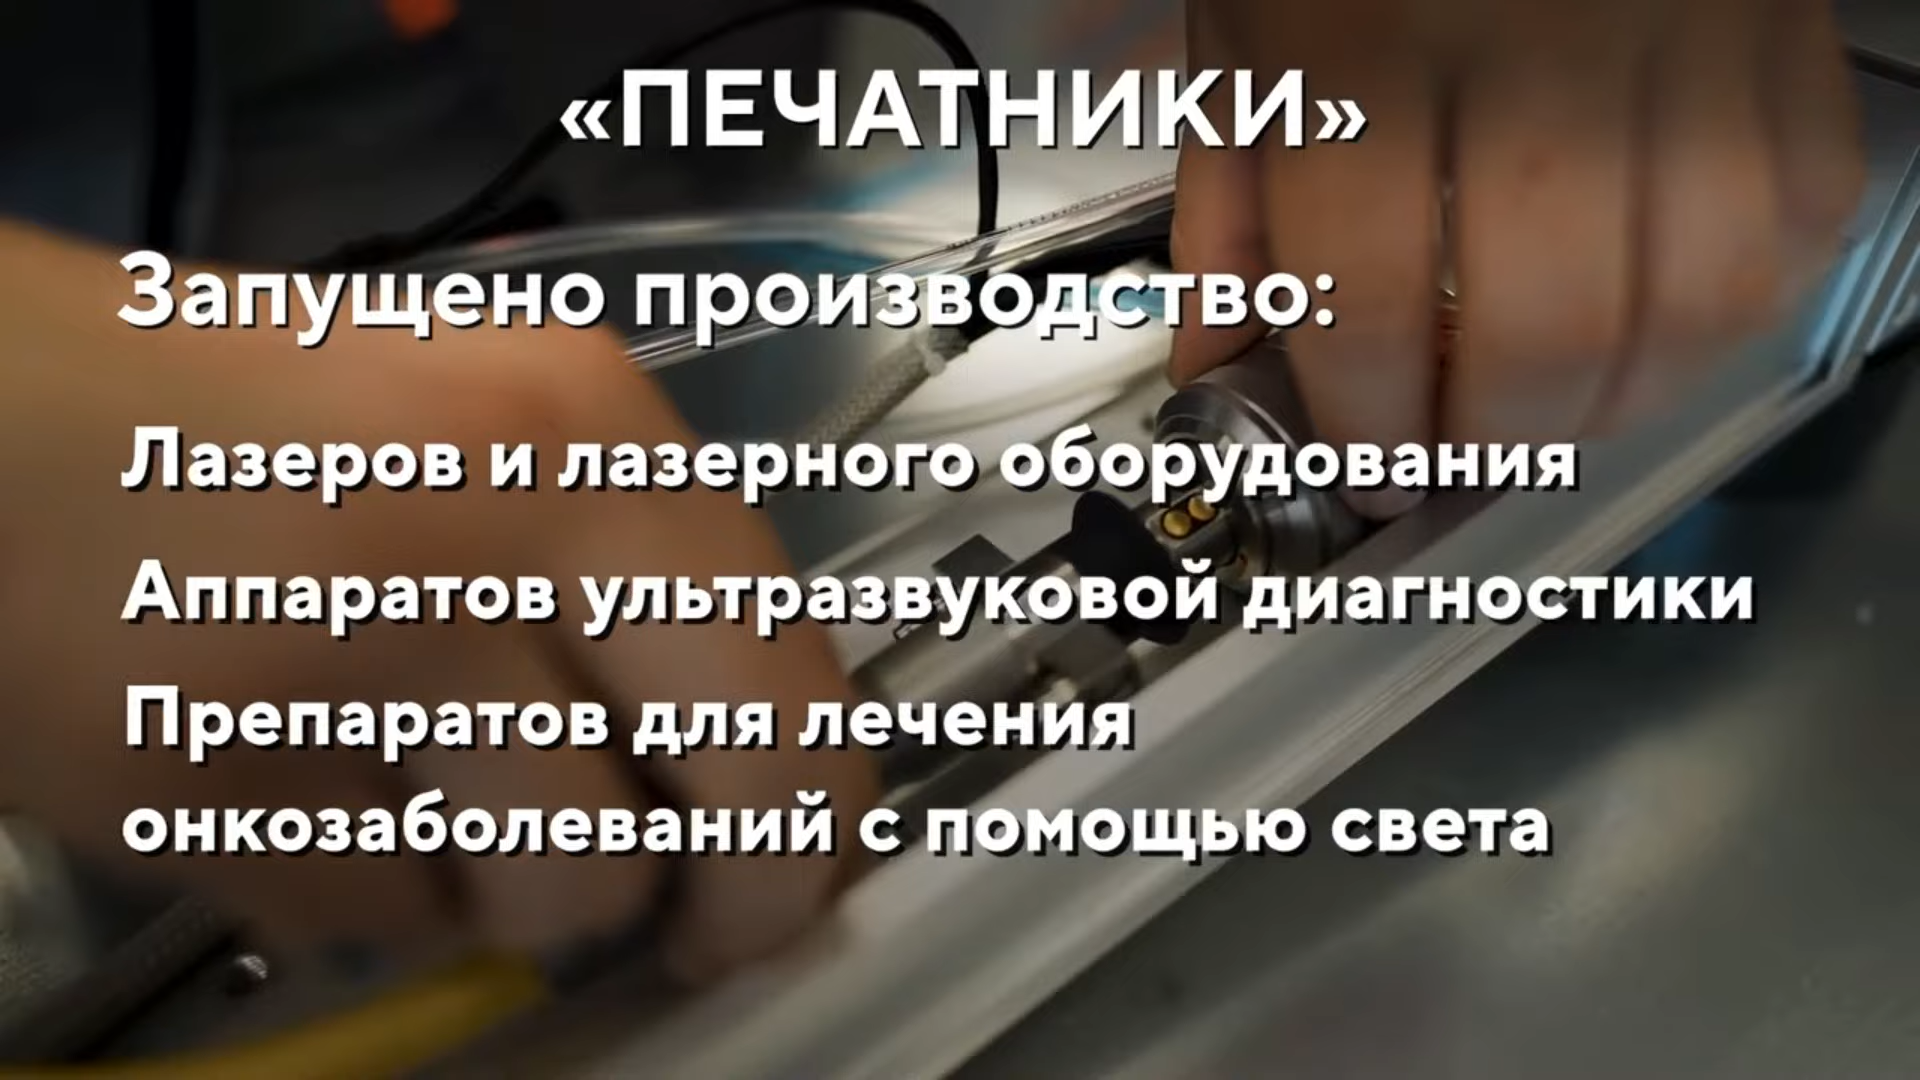 «ПЕЧАТНИКИ»
Запущено производство:
Лазеров и лазерного оборудования
Аппаратов ультразвуковой диагностики
Препаратов для лечения
онкозаболеваний с помощью света